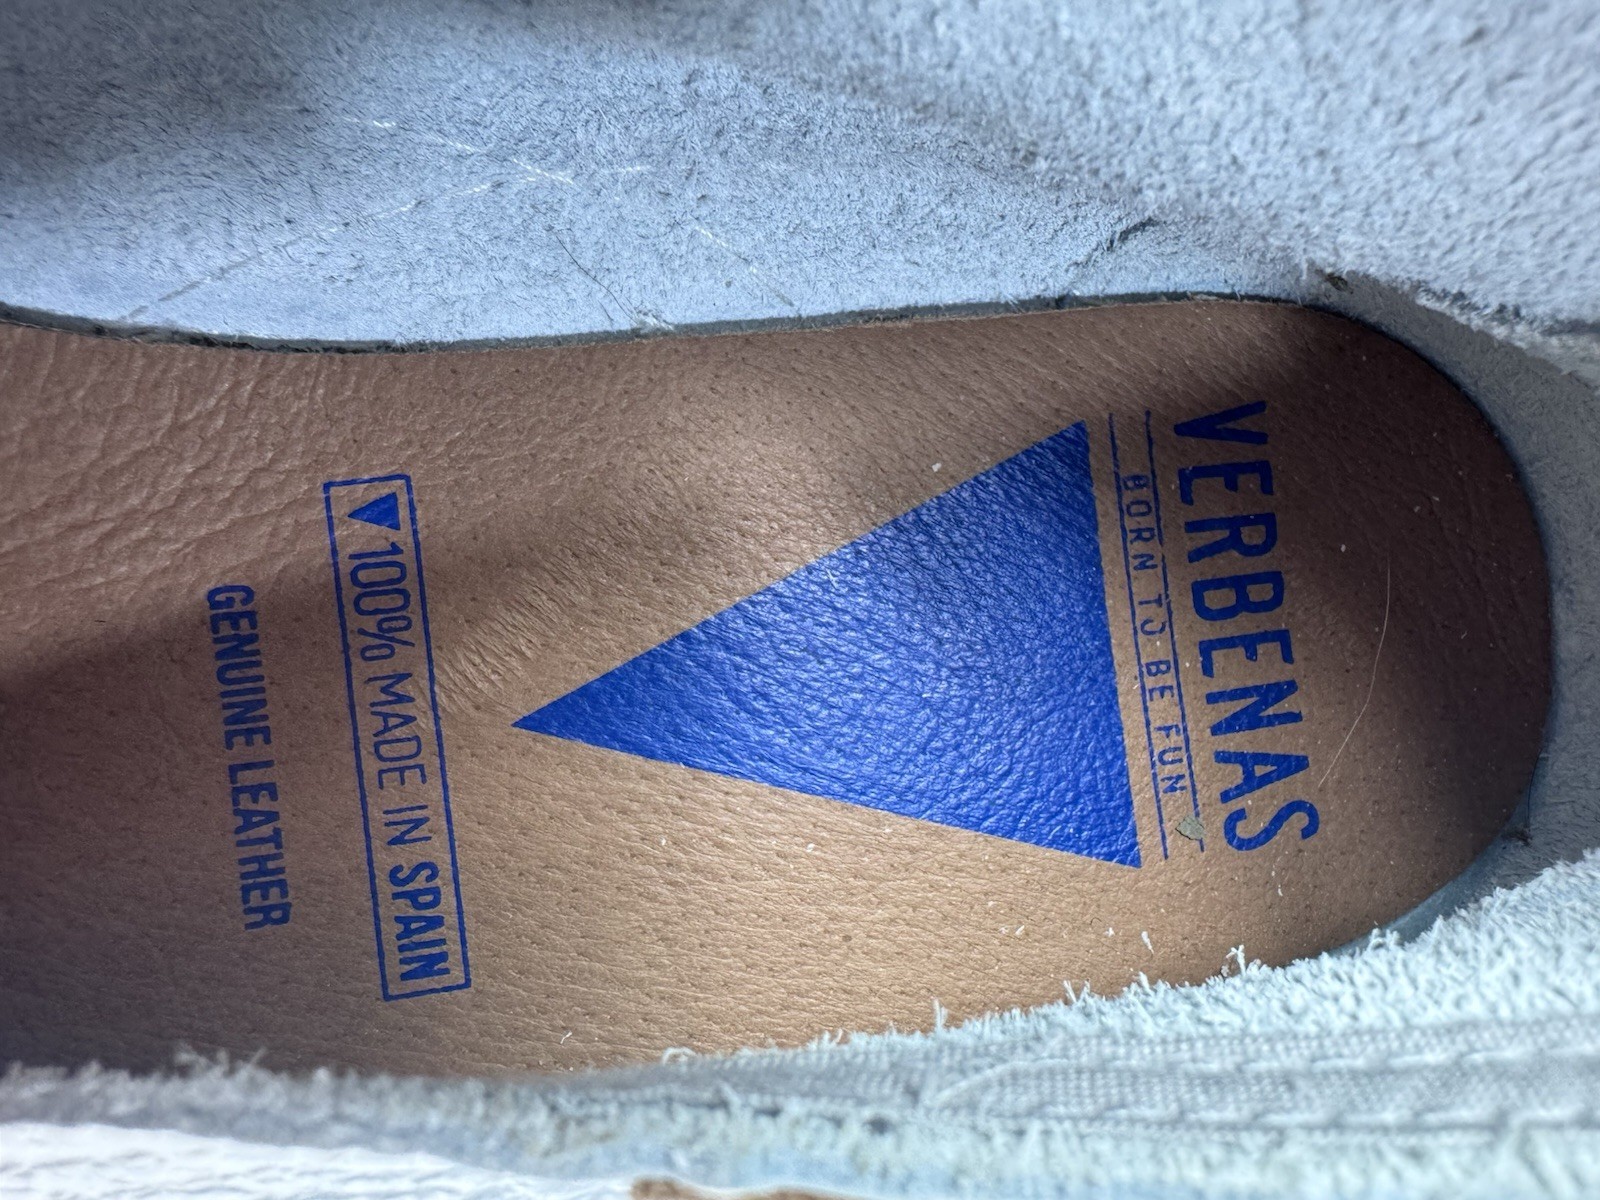 VERBENAS
BORN TO BE FUN
100% MADE IN SPAIN
GENUINE LEATHER